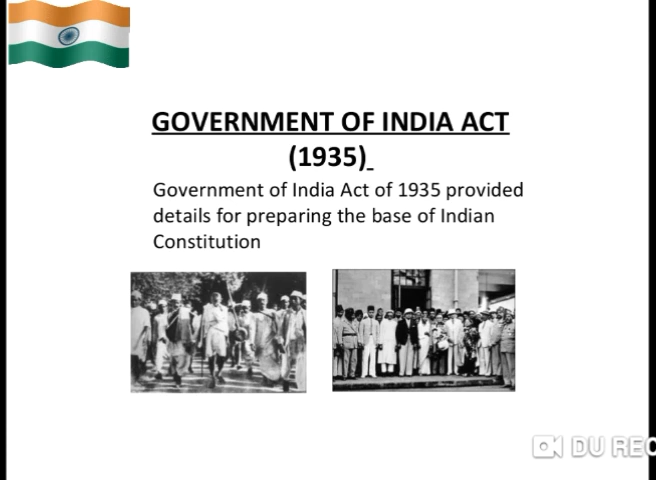 GOVERNMENT OF INDIA ACT
(1935)
Government of India Act of 1935 provided
details for preparing the base of Indian
Constitution
DU REC